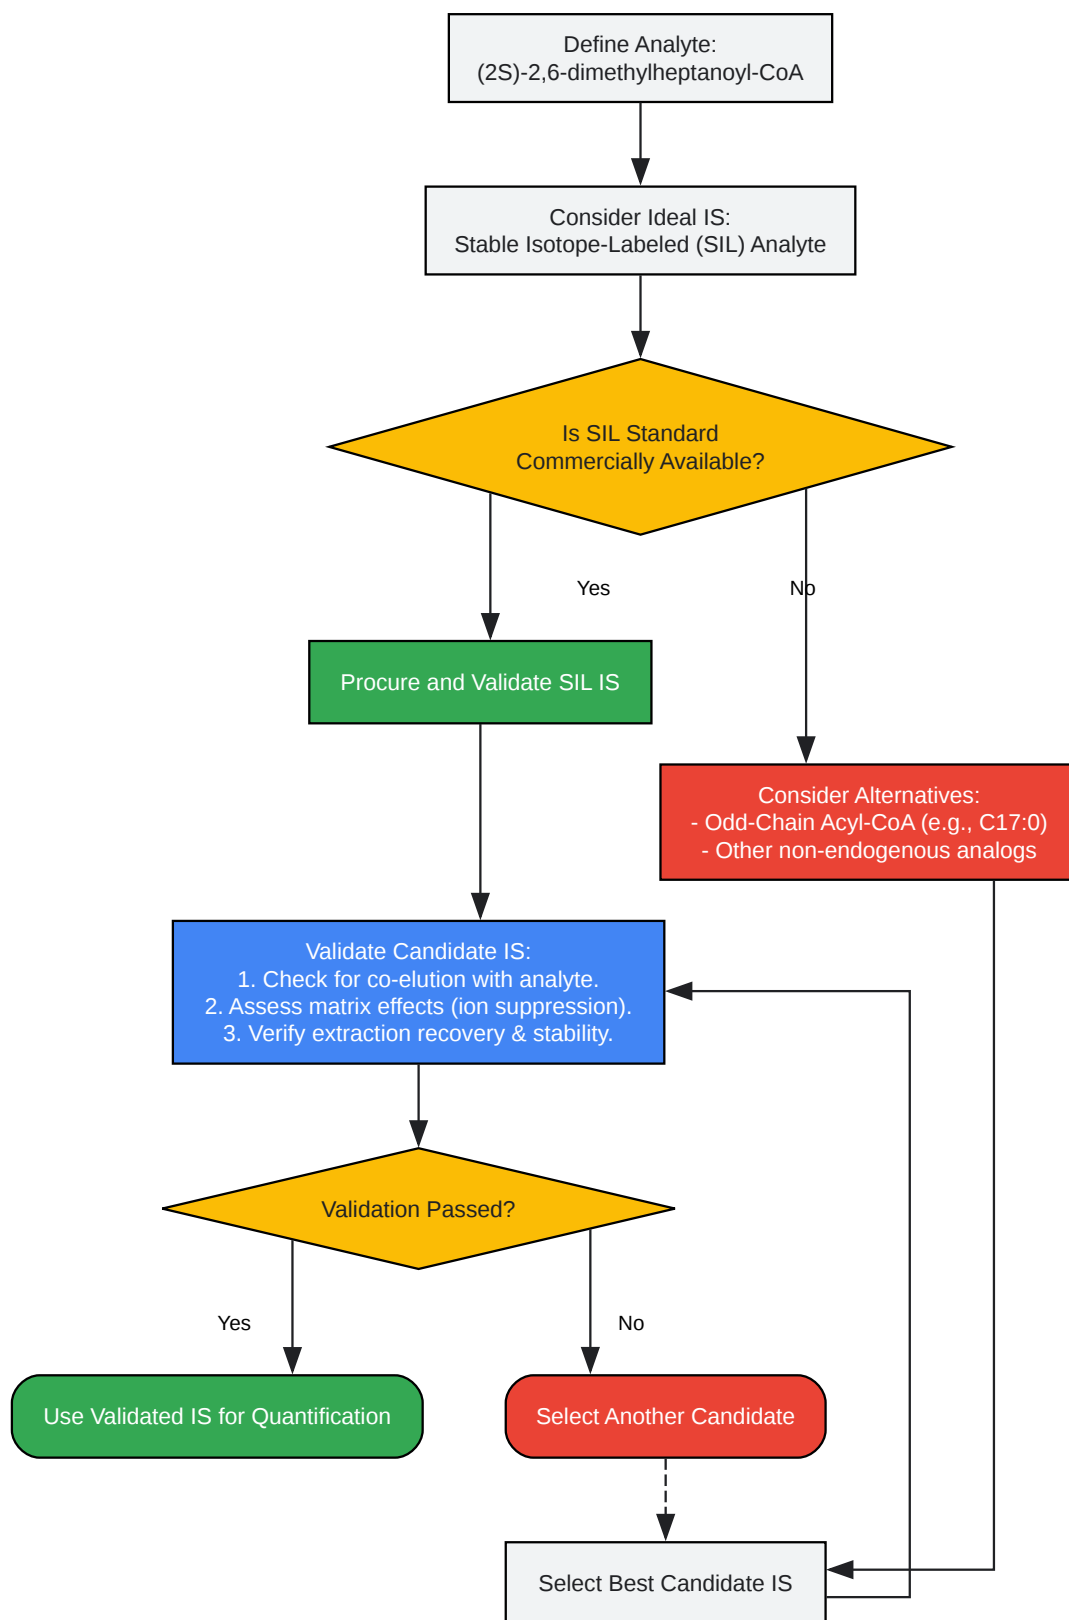 Define Analyte:
(2S)-2,6-dimethylheptanoyl-CoA
Consider Ideal IS:
Stable Isotope-Labeled (SIL) Analyte
Is SIL Standard
Commercially Available?
Yes
No
Procure and Validate SIL IS
Consider Alternatives:
- Odd-Chain Acyl-CoA (e.g., C17:0)
- Other non-endogenous analogs
Validate Candidate IS:
1. Check for co-elution with analyte.
2. Assess matrix effects (ion suppression).
3. Verify extraction recovery & stability.
Validation Passed?
Yes
No
Use Validated IS for Quantification
Select Another Candidate
Select Best Candidate IS